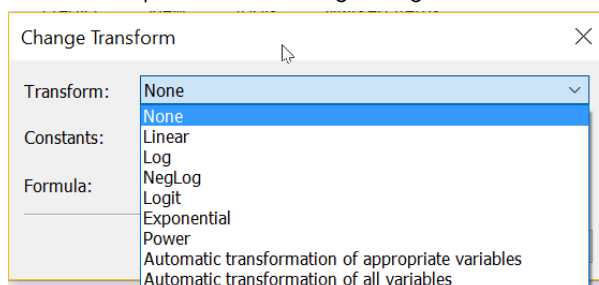 Change Transform
Transform: None
None
Constants:
Linear
Log
NegLog
Formula:
Logit
Exponential
Power
Automatic transformation of appropriate variables
Automatic transformation of all variables